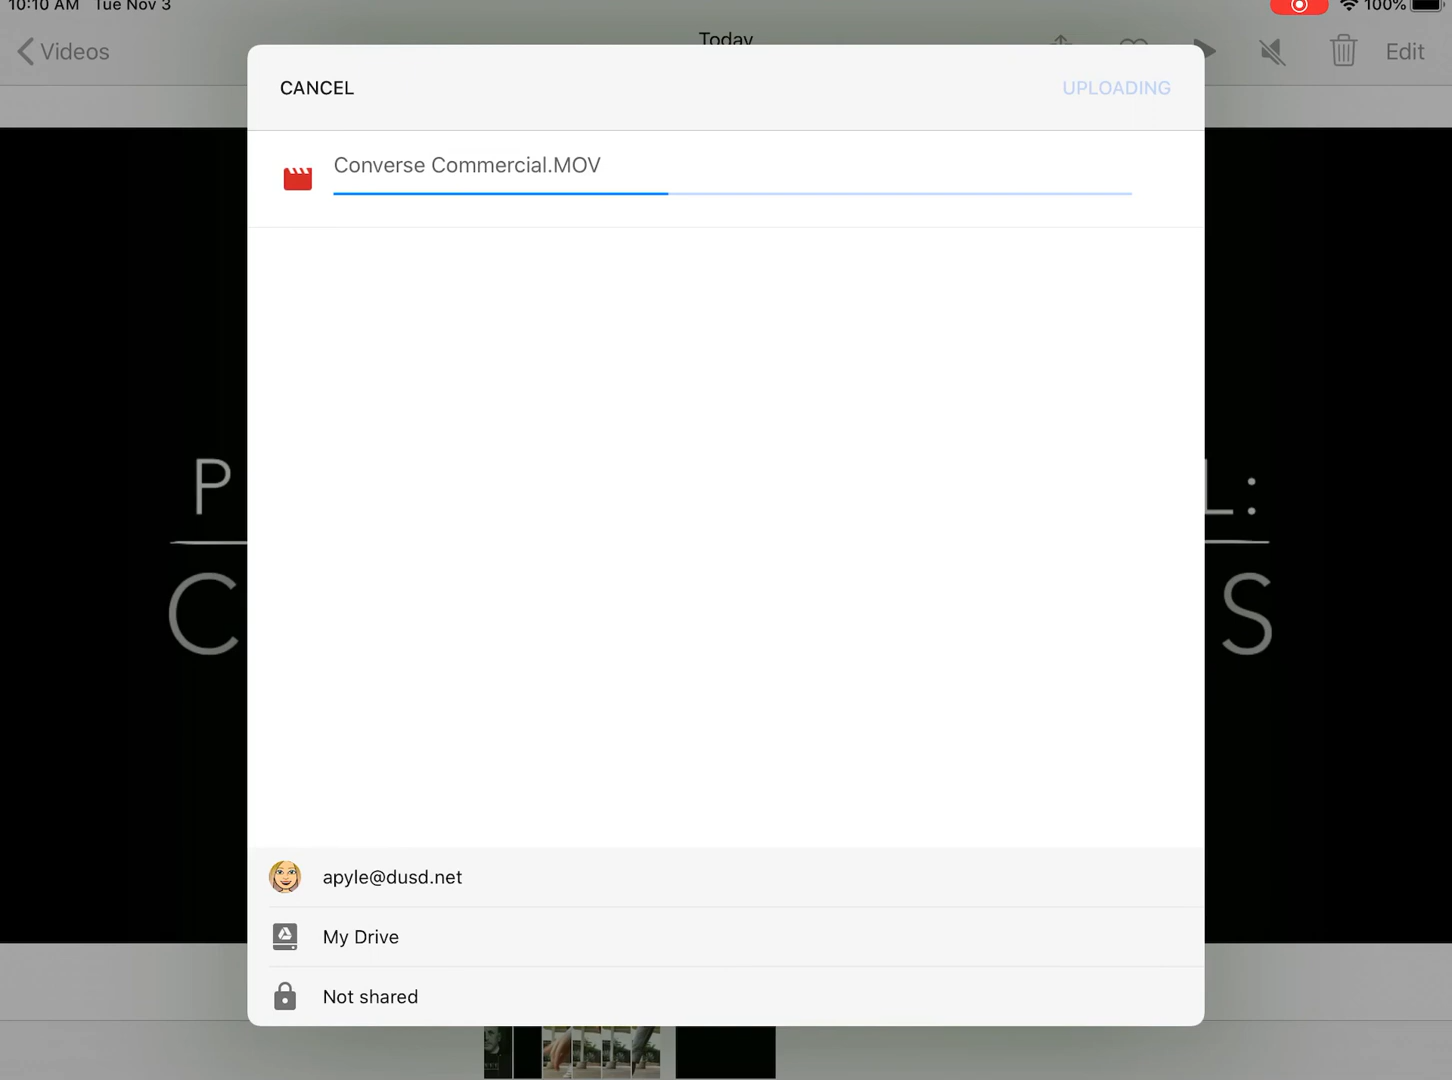 10:10 AM Tue Nov 3
100%
Videos
Today
Edit
CANCEL
UPLOADING
Converse Commercial.MOV
P
L:
C
S
apyle@dusd.net
My Drive
Not shared